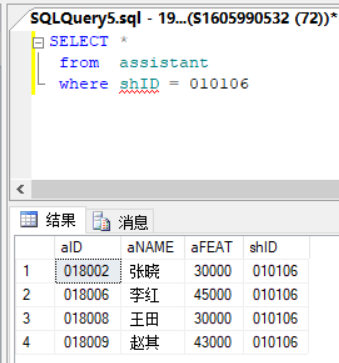 SQLQuery5.sql - 19...(S1605990532 (72))*
SELECT *
from assistant
where shID = 010106
结果 消息
aID aNAME aFEAT shID
1 018002 张晓 30000 010106
2 018006 李红 45000 010106
3 018008 王田 30000 010106
4 018009 赵其 43000 010106